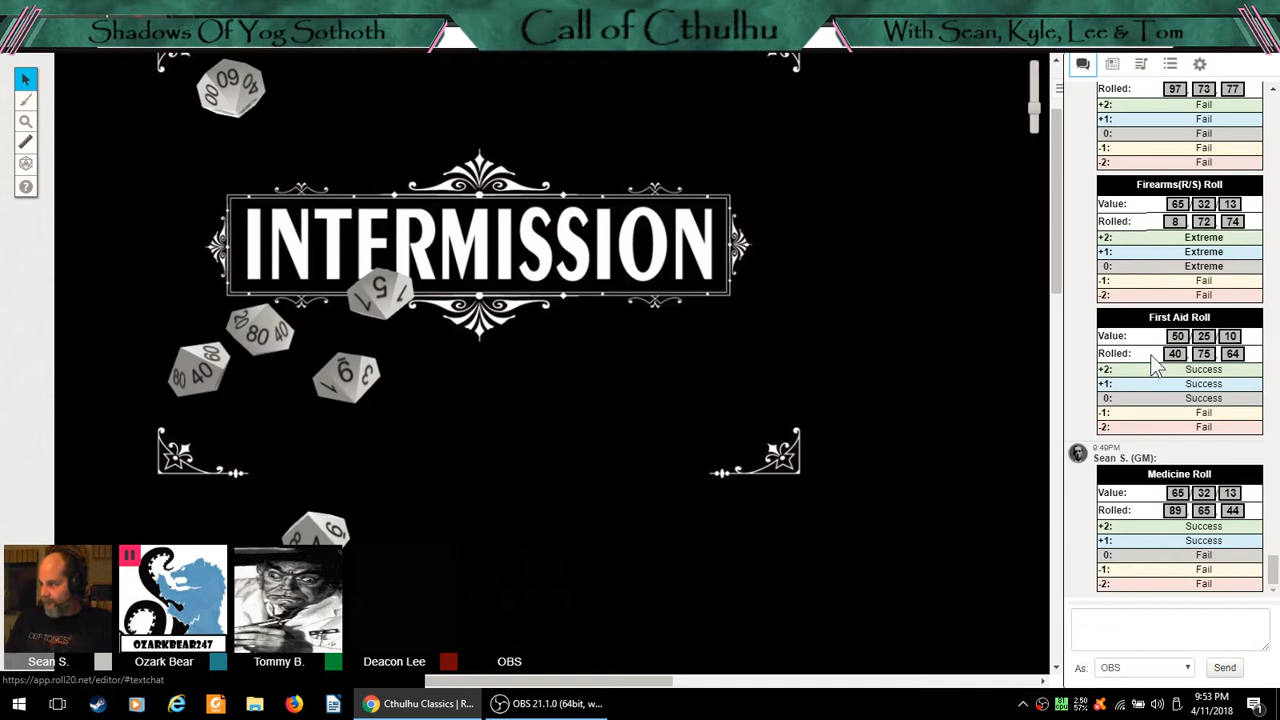 Shadows Of Yog Sothoth
Call of Cthulhu
With Sean, Kyle, Lee & Tom
INTERMISSION
Rolled: 97 73 77
+2: Fail
+1: Fail
0: Fail
-1: Fail
-2: Fail
Firearms(R/S) Roll
Value: 65 32 13
Rolled: 8 72 74
+2: Extreme
+1: Extreme
0: Extreme
-1: Fail
-2: Fail
First Aid Roll
Value: 50 25 10
Rolled: 40 75 64
+2: Success
+1: Success
0: Success
-1: Fail
-2: Fail
9:49PM
Sean S. (GM):
Medicine Roll
Value: 65 32 13
Rolled: 89 65 44
+2: Success
+1: Success
0: Fail
-1: Fail
-2: Fail
As: OBS Send
DEFTONES
OZARKBEAR247
Sean S. Ozark Bear Tommy B. Deacon Lee OBS
https://app.roll20.net/editor/#textchat
Cthulhu Classics | R...
OBS 21.1.0 (64bit, w...
2.50
57%
9:53 PM
4/11/2018